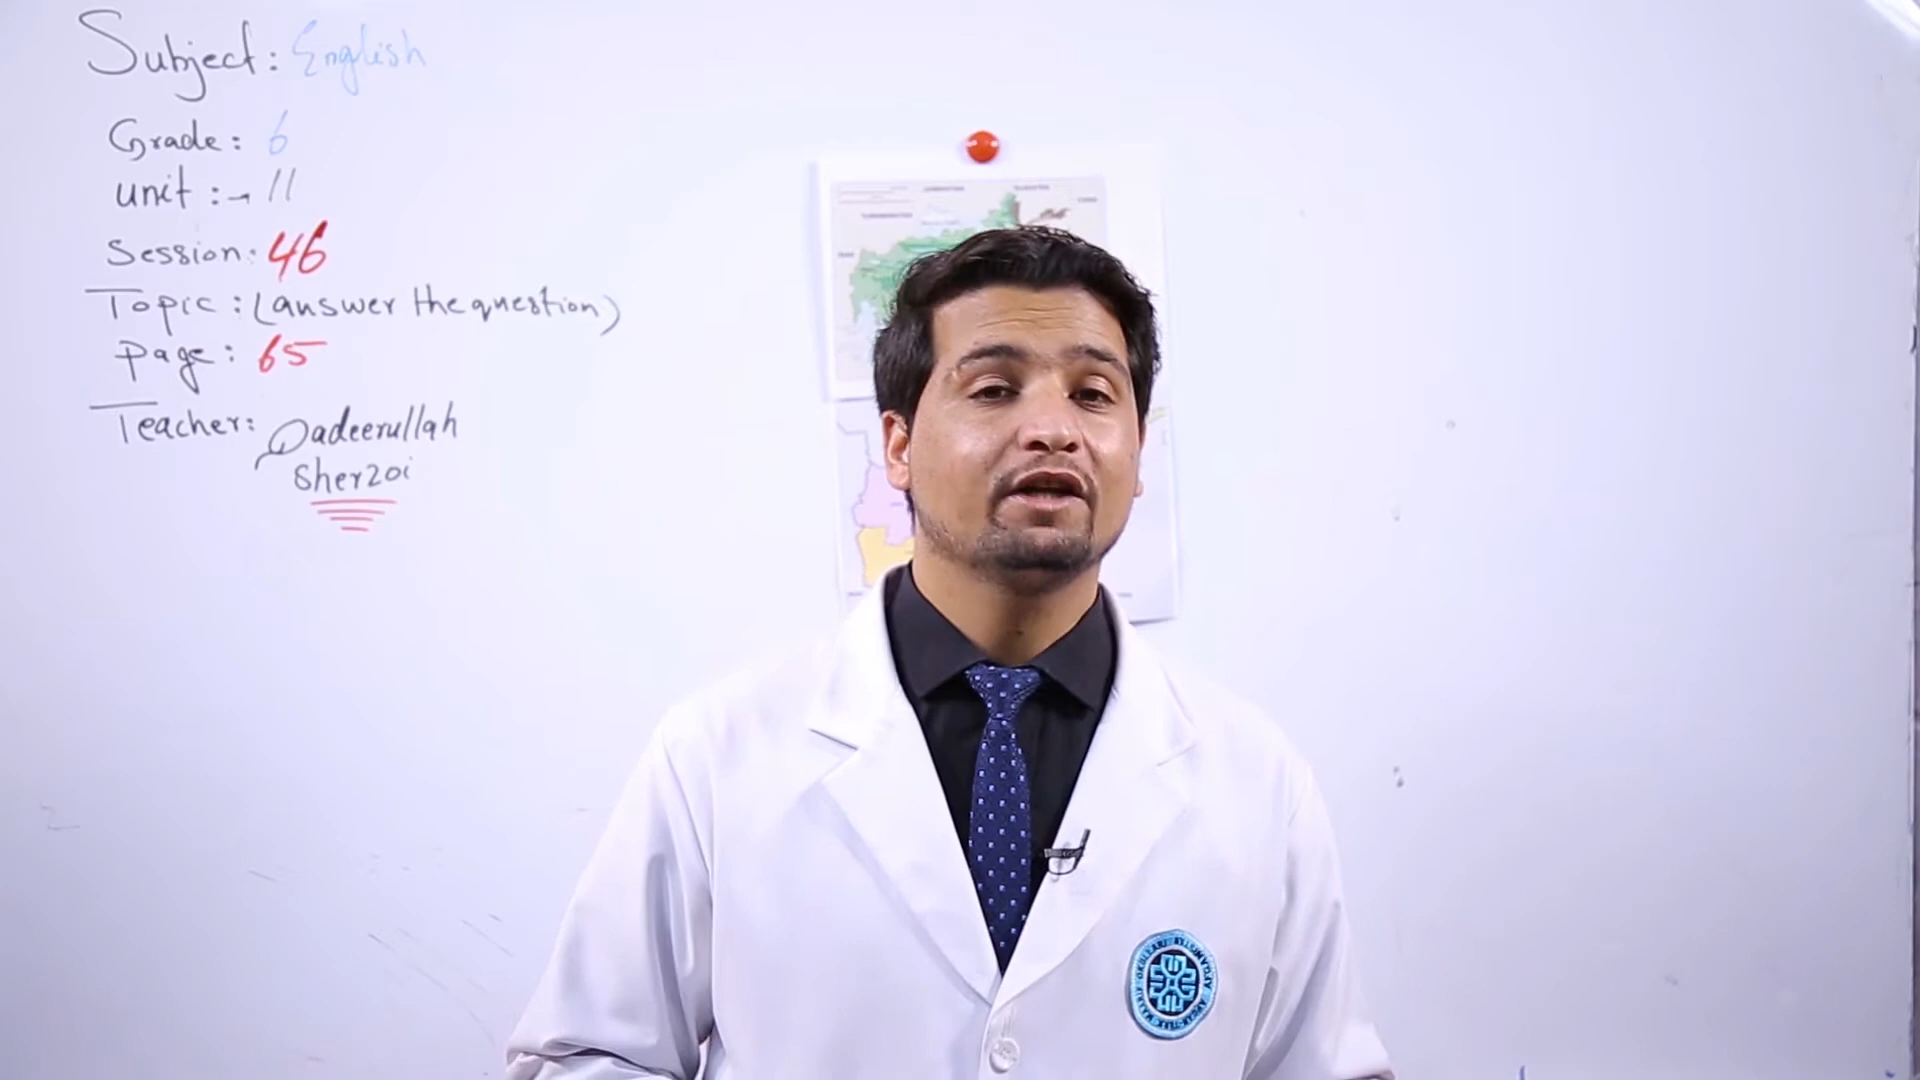 Subject: English
Grade: 6
unit :→ 11
Session: 46
Topic: (answer the question)
page: 65
Teacher: Qadeerullah
Sherzoi